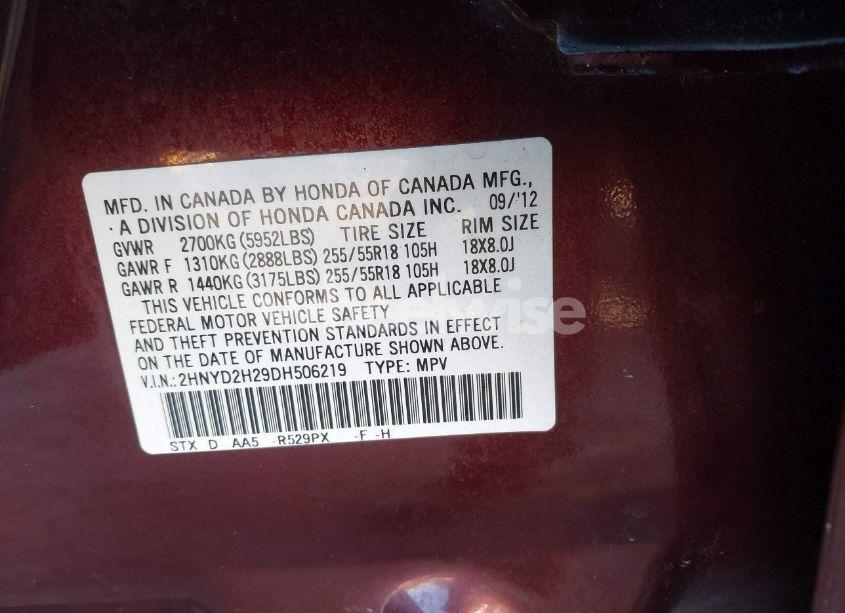 MFD. IN CANADA BY HONDA OF CANADA MFG.,
A DIVISION OF HONDA CANADA INC. 09/'12
GVWR 2700KG (5952LBS) TIRE SIZE RIM SIZE
GAWR F 1310KG (2888LBS) 255/55R18 105H 18X8.0J
GAWR R 1440KG (3175LBS) 255/55R18 105H 18X8.0J
THIS VEHICLE CONFORMS TO ALL APPLICABLE
FEDERAL MOTOR VEHICLE SAFETY
AND THEFT PREVENTION STANDARDS IN EFFECT
ON THE DATE OF MANUFACTURE SHOWN ABOVE.
V.I.N.:2HNYD2H29DH506219 TYPE: MPV
STX D AA5 -R529PX -F -H